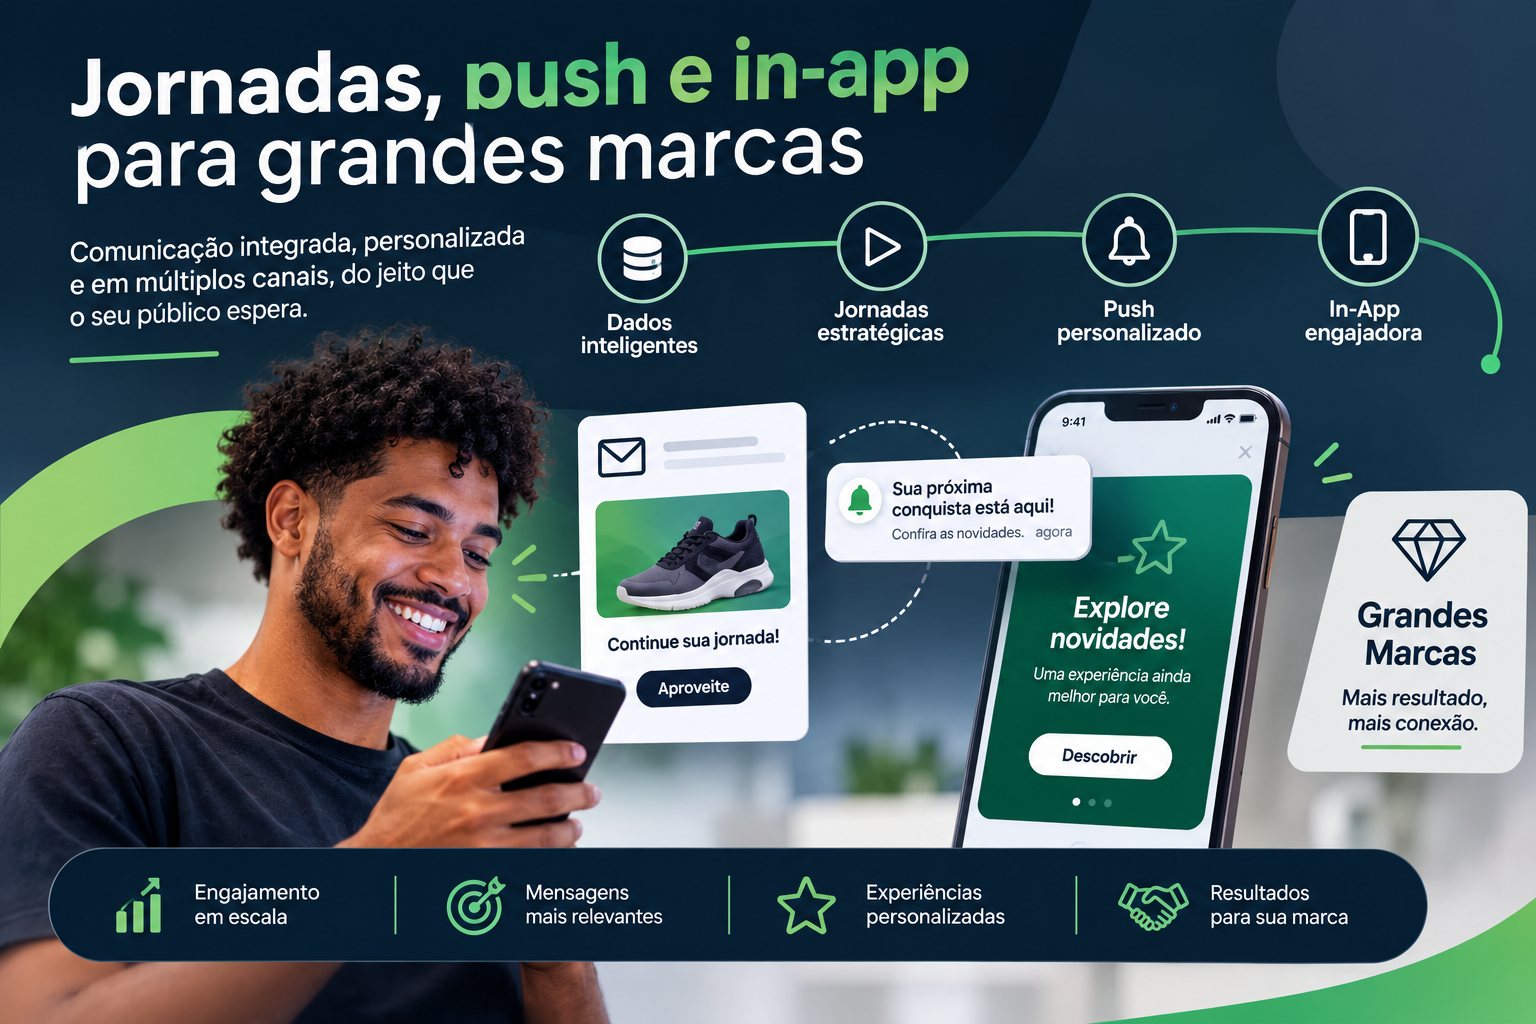 Jornadas, push e in-app
para grandes marcas
Comunicação integrada, personalizada
e em múltiplos canais, do jeito que
o seu público espera.
Dados
inteligentes
Jornadas
estratégicas
Push
personalizado
In-App
engajadora
Continue sua jornada!
Aproveite
Sua próxima
conquista está aqui!
Confira as novidades. agora
9:41
Explore
novidades!
Uma experiência ainda
melhor para você.
Descobrir
Grandes
Marcas
Mais resultado,
mais conexão.
Engajamento
em escala
Mensagens
mais relevantes
Experiências
personalizadas
Resultados
para sua marca